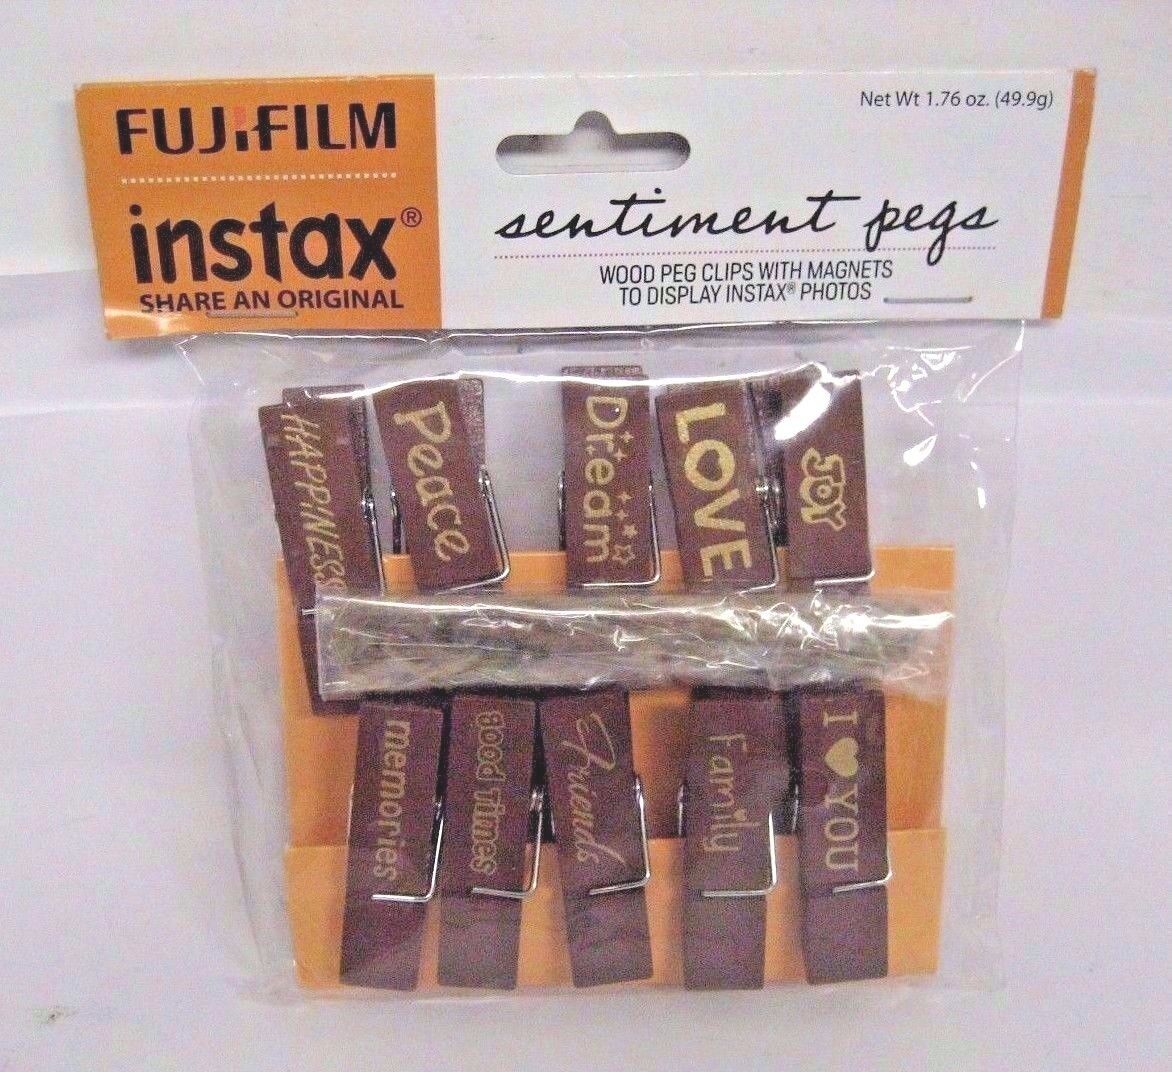 FUJIFILM
instax®
SHARE AN ORIGINAL
Net Wt 1.76 oz. (49.9g)
sentiment pegs
WOOD PEG CLIPS WITH MAGNETS
TO DISPLAY INSTAX® PHOTOS
HAPPINESS
Peace
Dream
LOVE
JOY
memories
good times
Friends
Family
I ♥ YOU